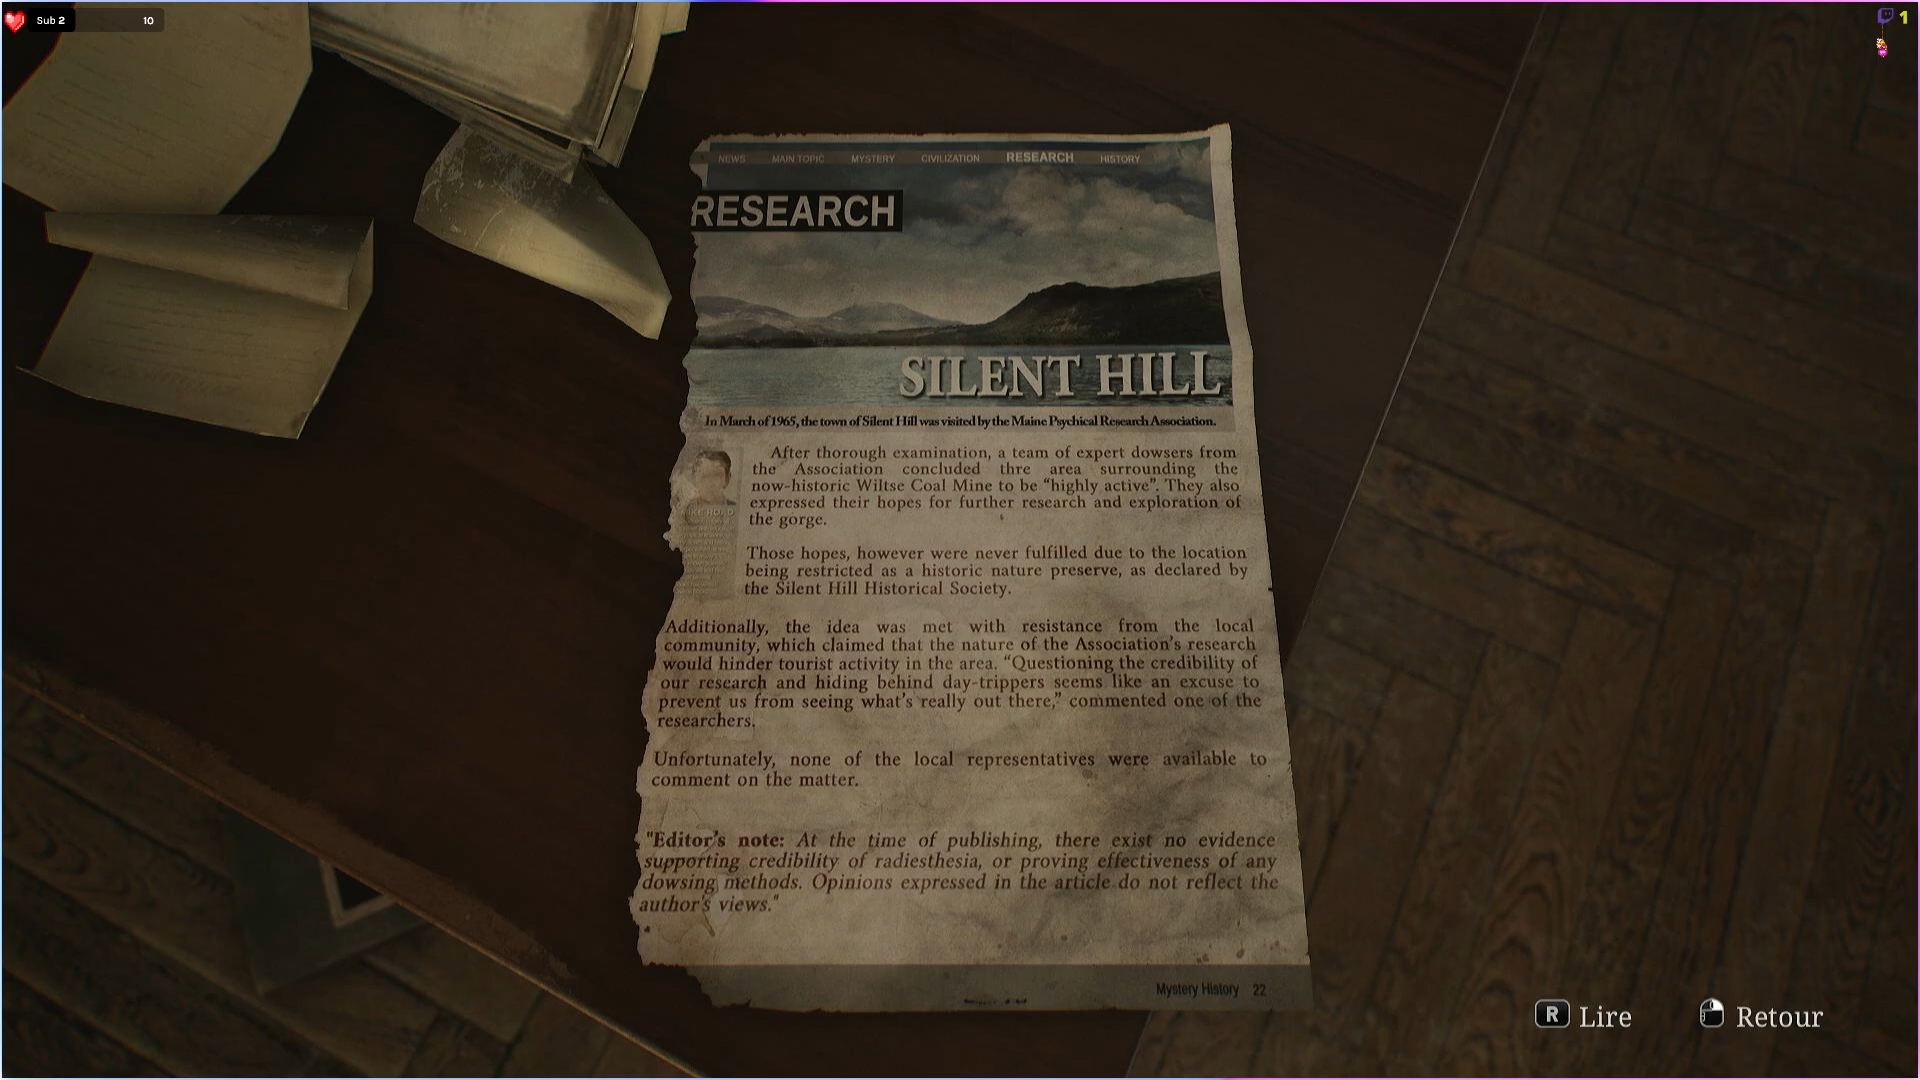 Sub 2
10
1
NEWS MAIN TOPIC MYSTERY CIVILIZATION RESEARCH HISTORY
RESEARCH
SILENT HILL
In March of 1965, the town of Silent Hill was visited by the Maine Psychical Research Association.
After thorough examination, a team of expert dowsers from
the Association concluded thre area surrounding the
now-historic Wiltse Coal Mine to be “highly active”. They also
expressed their hopes for further research and exploration of
the gorge.
Those hopes, however were never fulfilled due to the location
being restricted as a historic nature preserve, as declared by
the Silent Hill Historical Society.
Additionally, the idea was met with resistance from the local
community, which claimed that the nature of the Association's research
would hinder tourist activity in the area. “Questioning the credibility of
our research and hiding behind day-trippers seems like an excuse to
prevent us from seeing what's really out there,” commented one of the
researchers.
Unfortunately, none of the local representatives were available to
comment on the matter.
"Editor's note: At the time of publishing, there exist no evidence
supporting credibility of radiesthesia, or proving effectiveness of any
dowsing methods. Opinions expressed in the article do not reflect the
author's views."
Mystery History 22
R Lire
Retour